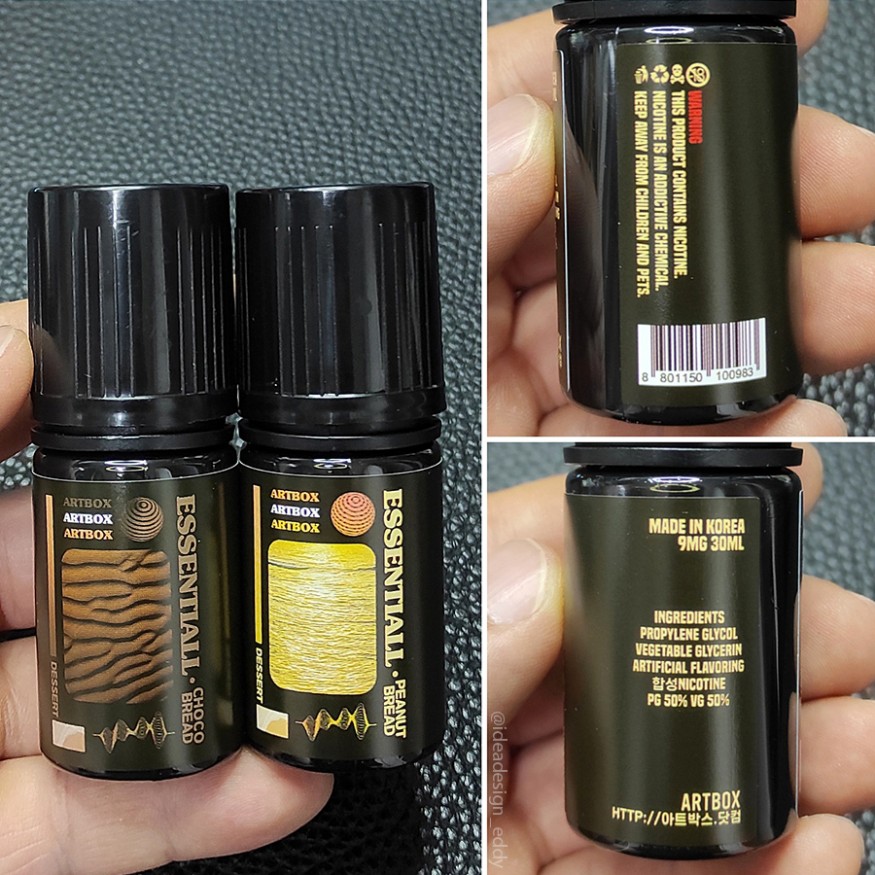 ARTBOX
ARTBOX
ARTBOX
ESSENTIALL • CHOCO BREAD
DESSERT
ARTBOX
ARTBOX
ARTBOX
ESSENTIALL • PEANUT BREAD
DESSERT
WARNING
THIS PRODUCT CONTAINS NICOTINE.
NICOTINE IS AN ADDICTIVE CHEMICAL.
KEEP AWAY FROM CHILDREN AND PETS.
8 801150 100983
MADE IN KOREA
9MG 30ML
INGREDIENTS
PROPYLENE GLYCOL
VEGETABLE GLYCERIN
ARTIFICIAL FLAVORING
합성NICOTINE
PG 50% VG 50%
ARTBOX
HTTP://아트박스.닷컴
@ideadesign_eddy